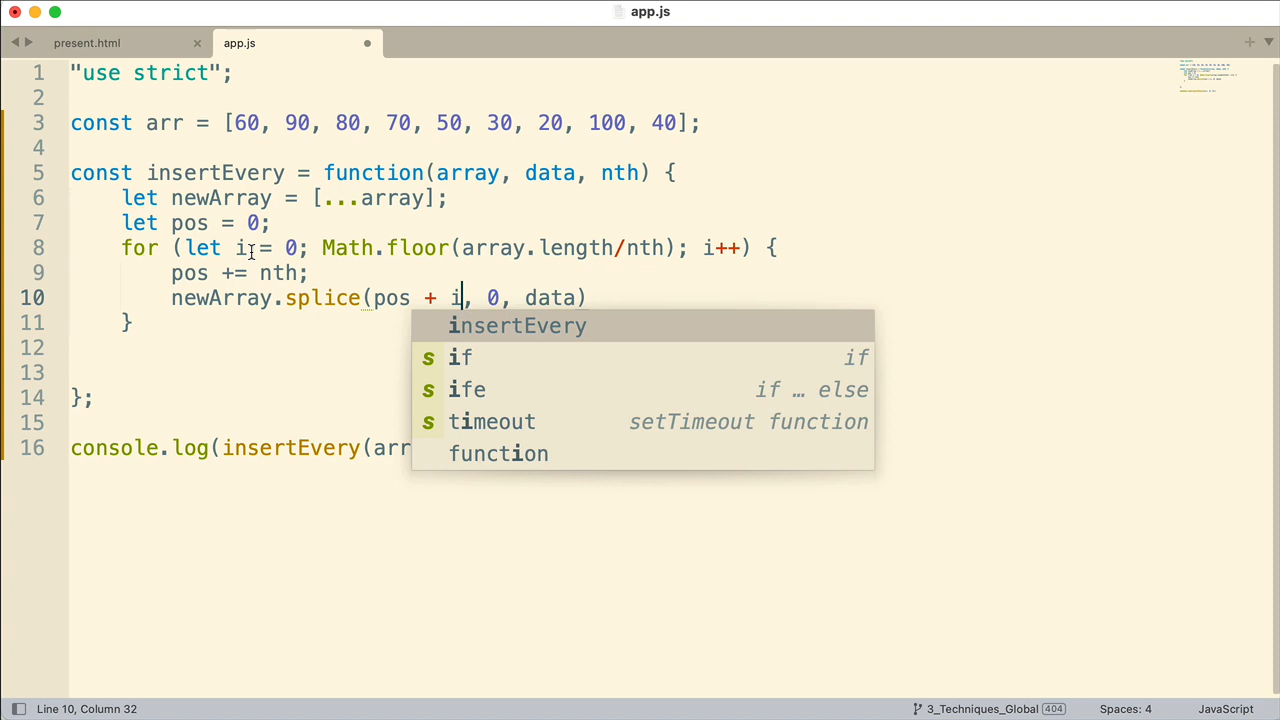 app.js
present.html
app.js
1 "use strict";
2
3 const arr = [60, 90, 80, 70, 50, 30, 20, 100, 40];
4
5 const insertEvery = function(array, data, nth) {
6 let newArray = [...array];
7 let pos = 0;
8 for (let i = 0; Math.floor(array.length/nth); i++) {
9 pos += nth;
10 newArray.splice(pos + i, 0, data)
11 }
insertEvery
12
s if if
13
s ife if … else
14 };
s timeout setTimeout function
15
16 console.log(insertEvery(arr
function
Line 10, Column 32
3_Techniques_Global 404
Spaces: 4
JavaScript